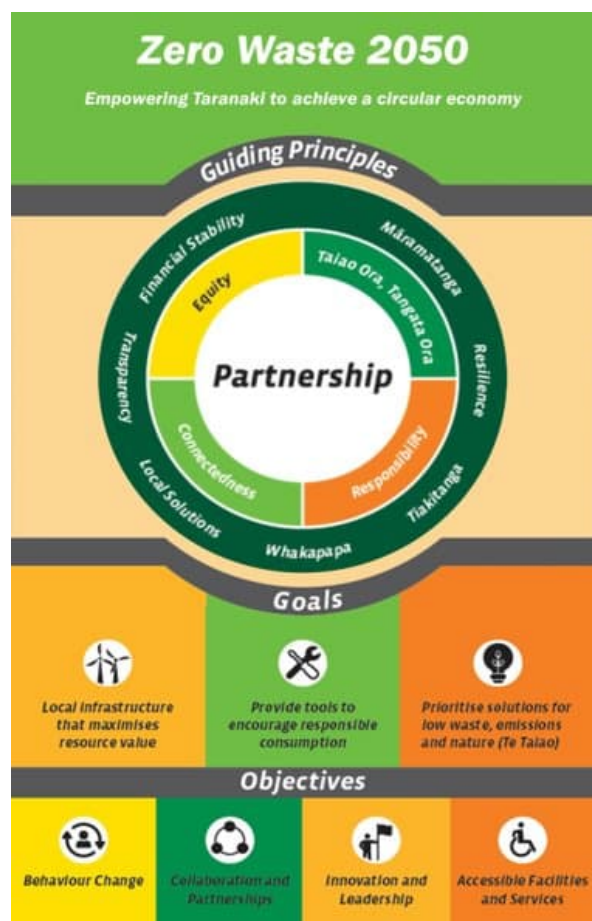 Zero Waste 2050
Empowering Taranaki to achieve a circular economy
Guiding Principles
Financial Stability
Māramatanga
Equity
Taiao Ora, Tangata Ora
Transparency
Partnership
Resilience
Connectedness
Responsibility
Local Solutions
Whakapapa
Tiakitanga
Goals
Local infrastructure
that maximises
resource value
Provide tools to
encourage responsible
consumption
Prioritise solutions for
low waste, emissions
and nature (Te Taiao)
Objectives
Behaviour Change
Collaboration and
Partnerships
Innovation and
Leadership
Accessible Facilities
and Services